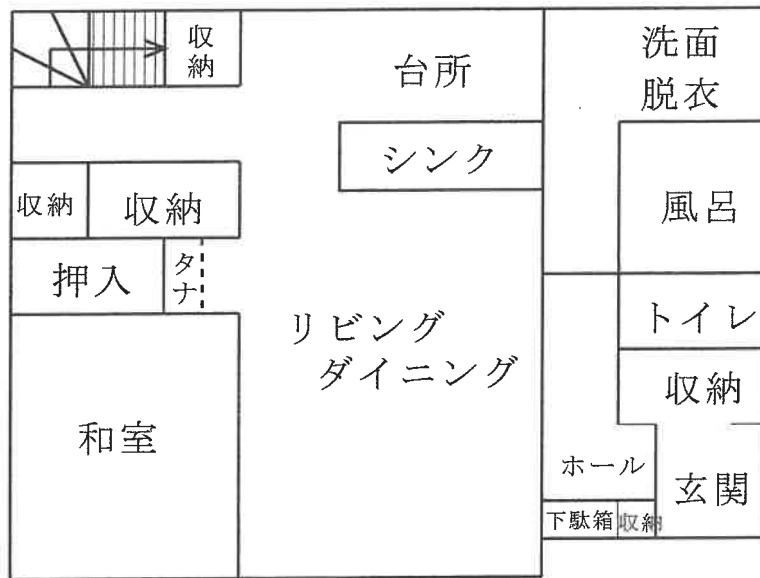 収納
台所
洗面
脱衣
シンク
収納
収納
風呂
押入
タナ
リビング
ダイニング
トイレ
収納
和室
ホール
玄関
下駄箱
収納